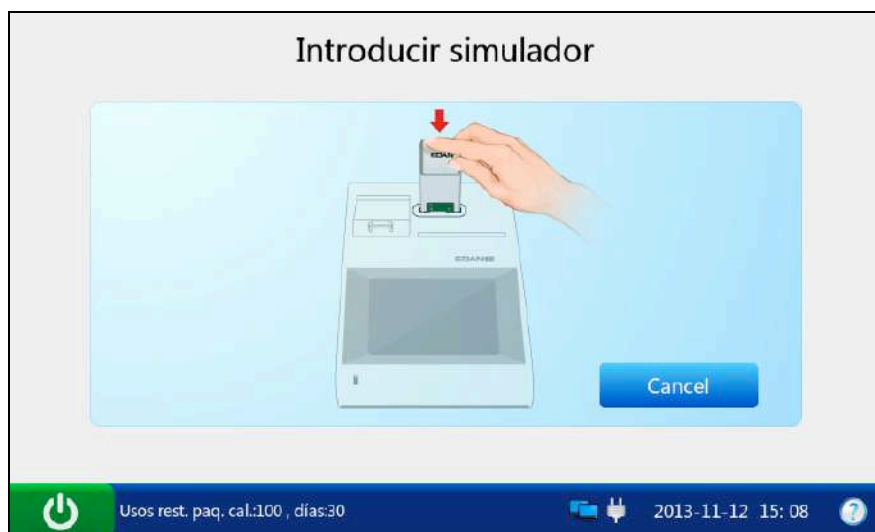 Introducir simulador
EDAN
EDAN
Cancel
Usos rest. paq. cal.:100 , días:30
2013-11-12 15: 08
?